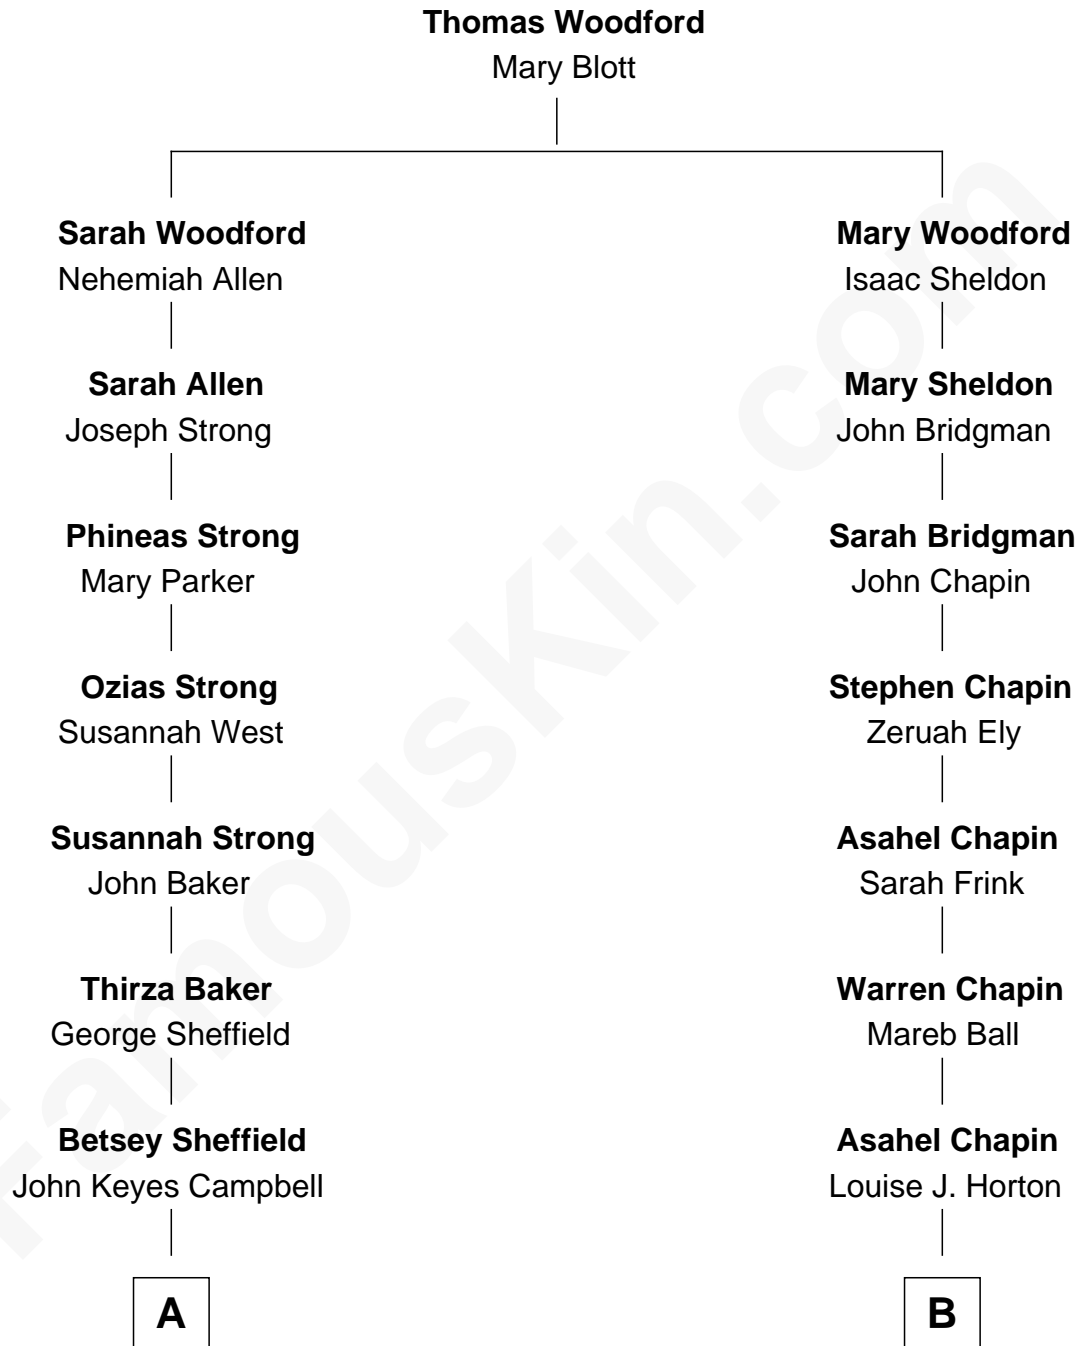 Thomas Woodford
Mary Blott
Sarah Woodford
Nehemiah Allen
Mary Woodford
Isaac Sheldon
Sarah Allen
Joseph Strong
Mary Sheldon
John Bridgman
Phineas Strong
Mary Parker
Sarah Bridgman
John Chapin
Ozias Strong
Susannah West
Stephen Chapin
Zeruah Ely
Susannah Strong
John Baker
Asahel Chapin
Sarah Frink
Thirza Baker
George Sheffield
Warren Chapin
Mareb Ball
Betsey Sheffield
John Keyes Campbell
Asahel Chapin
Louise J. Horton
A
B
FamousKin.com